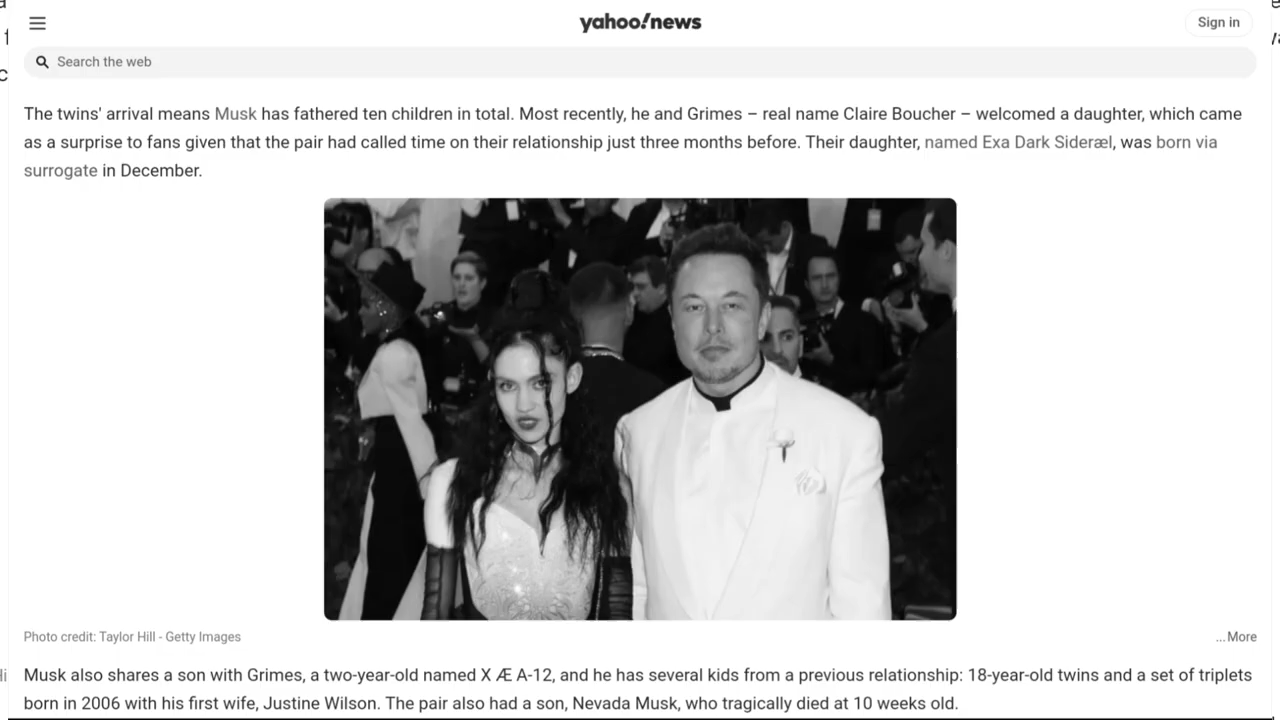 yahoo!news
Sign in
Search the web
The twins' arrival means Musk has fathered ten children in total. Most recently, he and Grimes – real name Claire Boucher – welcomed a daughter, which came
as a surprise to fans given that the pair had called time on their relationship just three months before. Their daughter, named Exa Dark Sideræl, was born via
surrogate in December.
Photo credit: Taylor Hill - Getty Images
...More
Musk also shares a son with Grimes, a two-year-old named X Æ A-12, and he has several kids from a previous relationship: 18-year-old twins and a set of triplets
born in 2006 with his first wife, Justine Wilson. The pair also had a son, Nevada Musk, who tragically died at 10 weeks old.